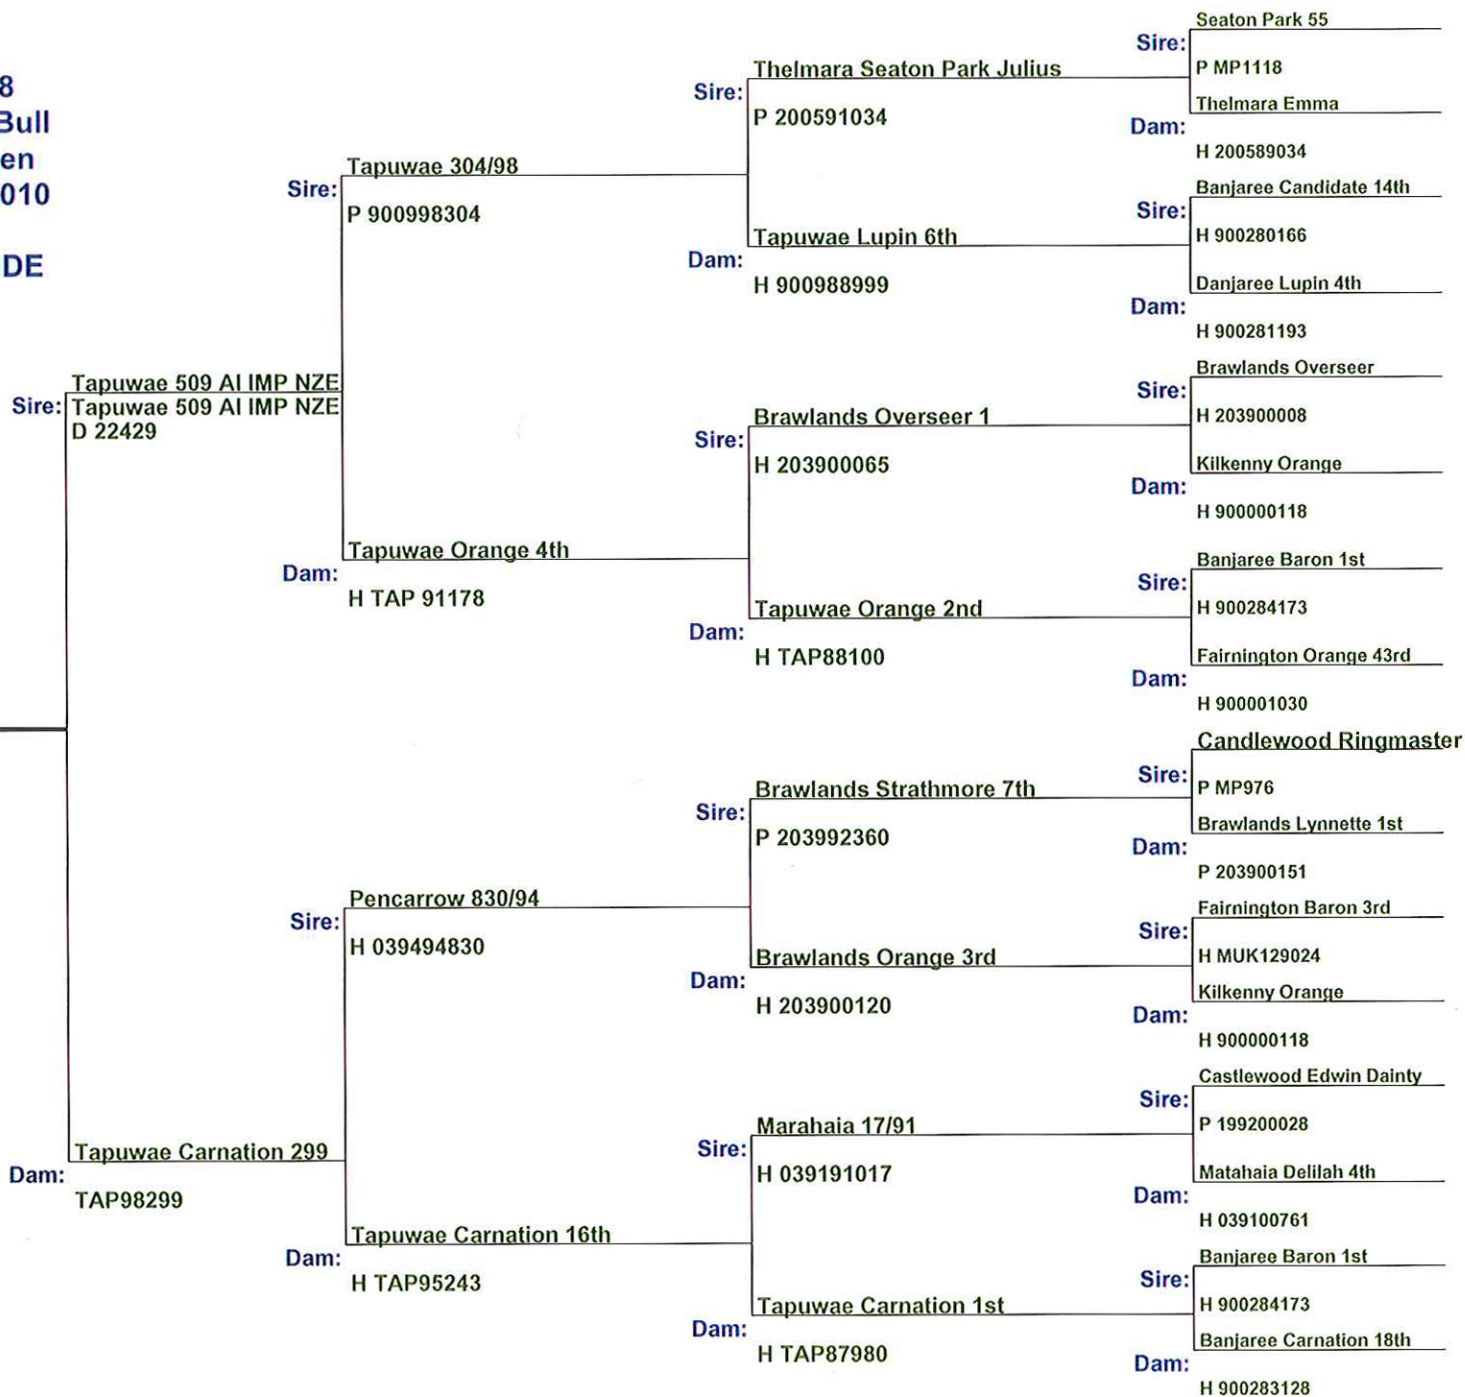 8
Bull
en
010
DE
Sire:
Tapuwae 509 AI IMP NZE
Tapuwae 509 AI IMP NZE
D 22429
Dam:
Tapuwae Carnation 299
TAP98299
Sire:
Tapuwae 304/98
P 900998304
Dam:
Tapuwae Orange 4th
H TAP 91178
Sire:
Pencarrow 830/94
H 039494830
Dam:
Tapuwae Carnation 16th
H TAP95243
Sire:
Thelmara Seaton Park Julius
P 200591034
Dam:
Tapuwae Lupin 6th
H 900988999
Sire:
Brawlands Overseer 1
H 203900065
Dam:
Tapuwae Orange 2nd
H TAP88100
Sire:
Brawlands Strathmore 7th
P 203992360
Dam:
Brawlands Orange 3rd
H 203900120
Sire:
Marahaia 17/91
H 039191017
Dam:
Tapuwae Carnation 1st
H TAP87980
Sire:
Seaton Park 55
P MP1118
Dam:
Thelmara Emma
H 200589034
Sire:
Banjaree Candidate 14th
H 900280166
Dam:
Danjaree Lupin 4th
H 900281193
Sire:
Brawlands Overseer
H 203900008
Dam:
Kilkenny Orange
H 900000118
Sire:
Banjaree Baron 1st
H 900284173
Dam:
Fairnington Orange 43rd
H 900001030
Sire:
Candlewood Ringmaster
P MP976
Dam:
Brawlands Lynnette 1st
P 203900151
Sire:
Fairnington Baron 3rd
H MUK129024
Dam:
Kilkenny Orange
H 900000118
Sire:
Castlewood Edwin Dainty
P 199200028
Dam:
Matahaia Delilah 4th
H 039100761
Sire:
Banjaree Baron 1st
H 900284173
Dam:
Banjaree Carnation 18th
H 900283128